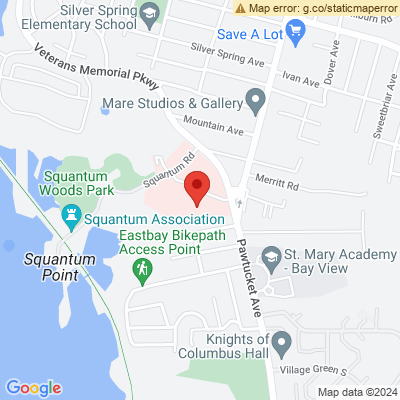 Map error: g.co/staticmaperror
Silver Spring
Elementary School
Save A Lot
Silver Spring Ave
Ivan Ave
Dover Ave
Sweetbriar Ave
Veterans Memorial Pkwy
Mare Studios & Gallery
Mountain Ave
Squantum Rd
Merritt Rd
Squantum
Woods Park
Squantum Association
Eastbay Bikepath
Access Point
Squantum
Point
Pawtucket Ave
St. Mary Academy
- Bay View
Knights of
Columbus Hall
Village Green S
Google
Map data ©2024